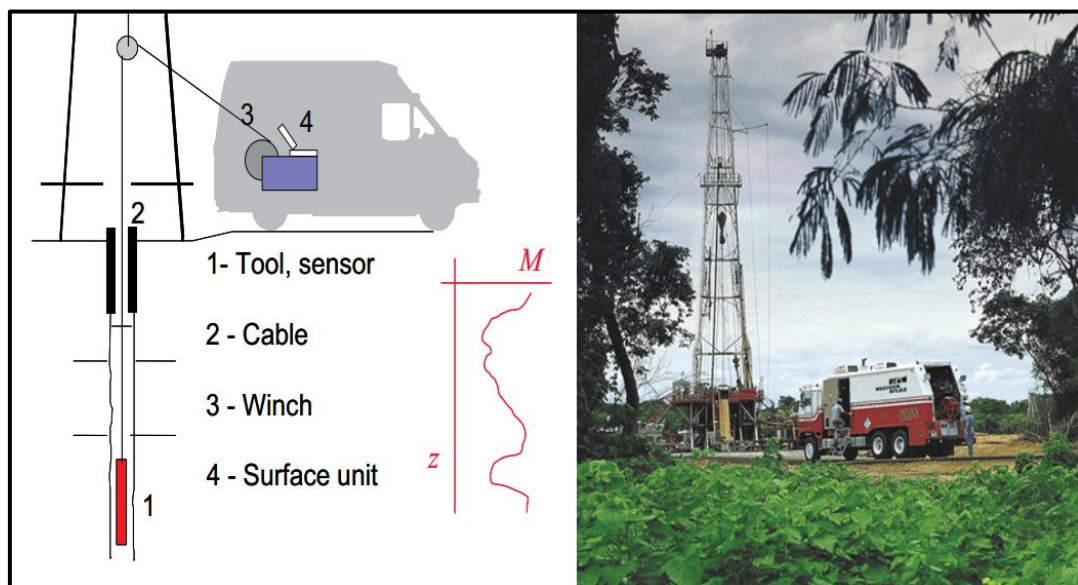 3
4
2
1- Tool, sensor
M
2 - Cable
3 - Winch
z
4 - Surface unit
1